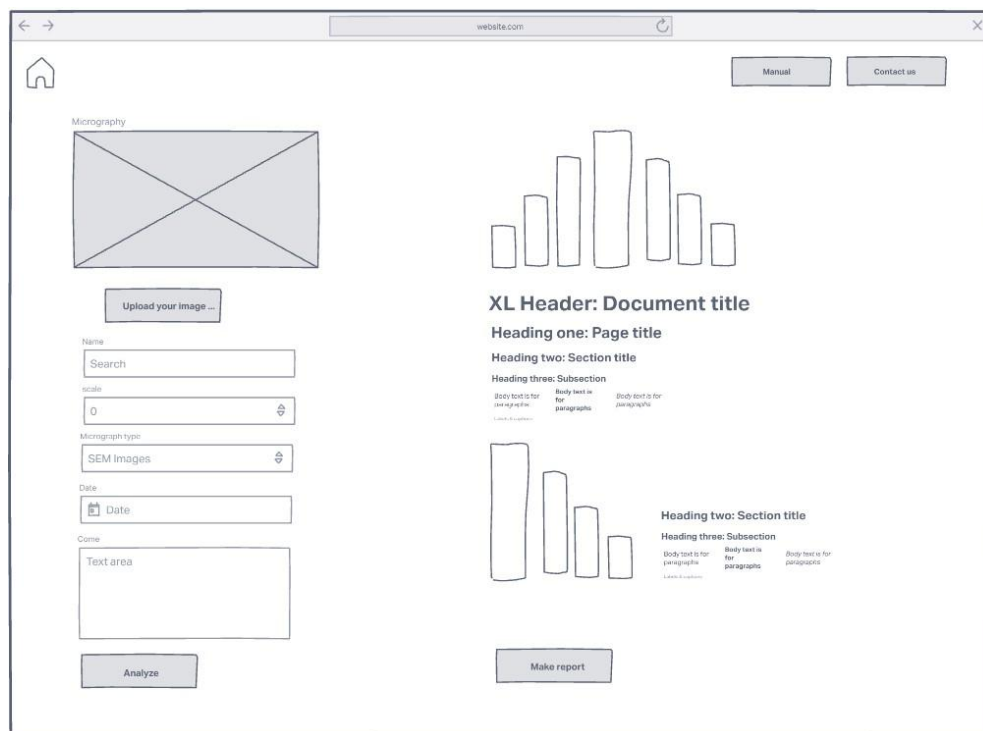 website.com
Manual
Contact us
Micrography
Upload your image ...
Name
Search
scale
0
Micrograph type
SEM Images
Date
Date
Come
Text area
Analyze
XL Header: Document title
Heading one: Page title
Heading two: Section title
Heading three: Subsection
Body text is for
paragraphs
Body text is
for
paragraphs
Body text is for
paragraphs
Heading two: Section title
Heading three: Subsection
Body text is for
paragraphs
Body text is
for
paragraphs
Body text is for
paragraphs
Make report